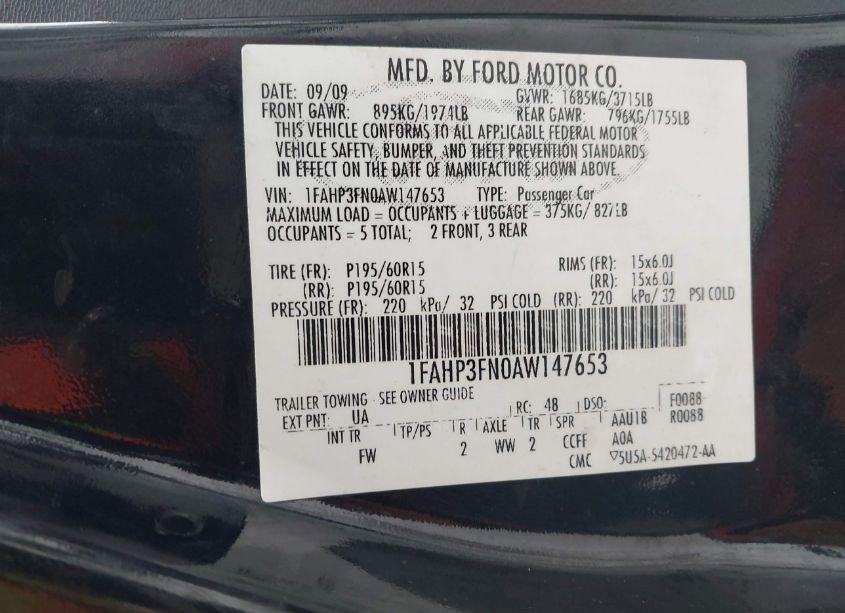 MFD. BY FORD MOTOR CO.
DATE: 09/09 GVWR: 1685KG/3715LB
FRONT GAWR: 895KG/1974LB REAR GAWR: 796KG/1755LB
THIS VEHICLE CONFORMS TO ALL APPLICABLE FEDERAL MOTOR
VEHICLE SAFETY, BUMPER, AND THEFT PREVENTION STANDARDS
IN EFFECT ON THE DATE OF MANUFACTURE SHOWN ABOVE
VIN: 1FAHP3FN0AW147653 TYPE: Passenger Car
MAXIMUM LOAD = OCCUPANTS + LUGGAGE = 375KG/ 827LB
OCCUPANTS = 5 TOTAL; 2 FRONT, 3 REAR
TIRE (FR): P195/60R15 RIMS (FR): 15x6.0J
(RR): P195/60R15 (RR): 15x6.0J
PRESSURE (FR): 220 kPa/ 32 PSI COLD (RR): 220 kPa/ 32 PSI COLD
1FAHP3FN0AW147653
TRAILER TOWING - SEE OWNER GUIDE
EXT PNT: UA RC: 48 DSO: F0088
R0088
INT TR TP/PS R AXLE TR SPR AAU1B
FW 2 WW 2 CCFF A0A
CMC 5U5A-5420472-AA